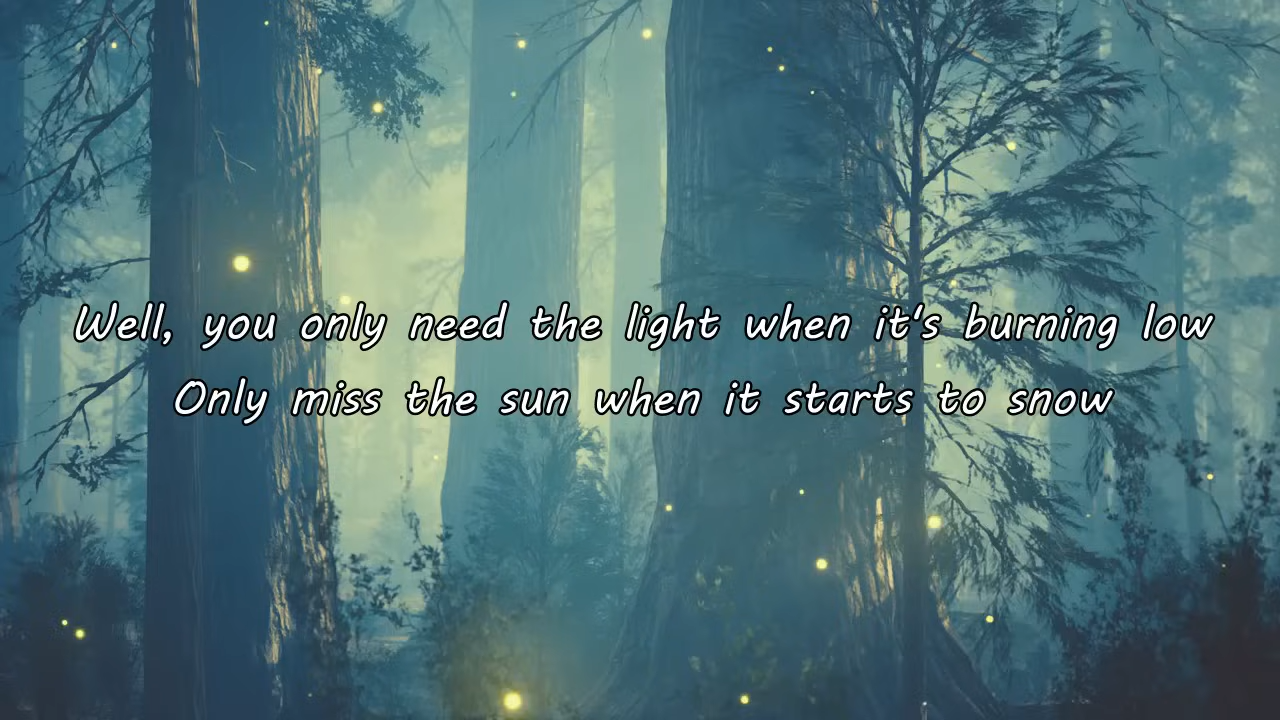 Well, you only need the light when it's burning low
Only miss the sun when it starts to snow